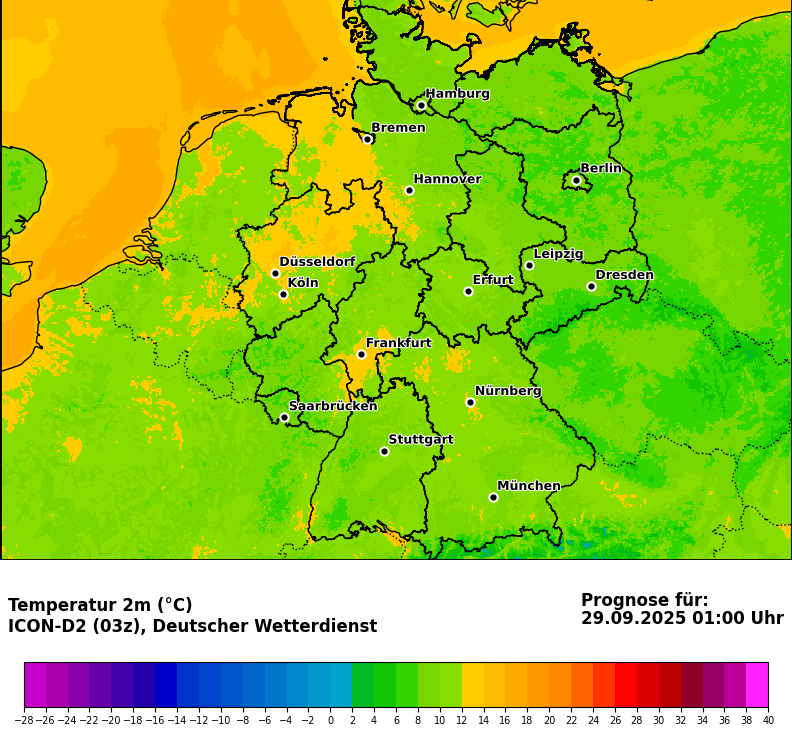 Hamburg
Bremen
Berlin
Hannover
Leipzig
Düsseldorf
Dresden
Köln
Erfurt
Frankfurt
Nürnberg
Saarbrücken
Stuttgart
München
Temperatur 2m (°C)
ICON-D2 (03z), Deutscher Wetterdienst
Prognose für:
29.09.2025 01:00 Uhr
−28 −26 −24 −22 −20 −18 −16 −14 −12 −10 −8 −6 −4 −2 0 2 4 6 8 10 12 14 16 18 20 22 24 26 28 30 32 34 36 38 40